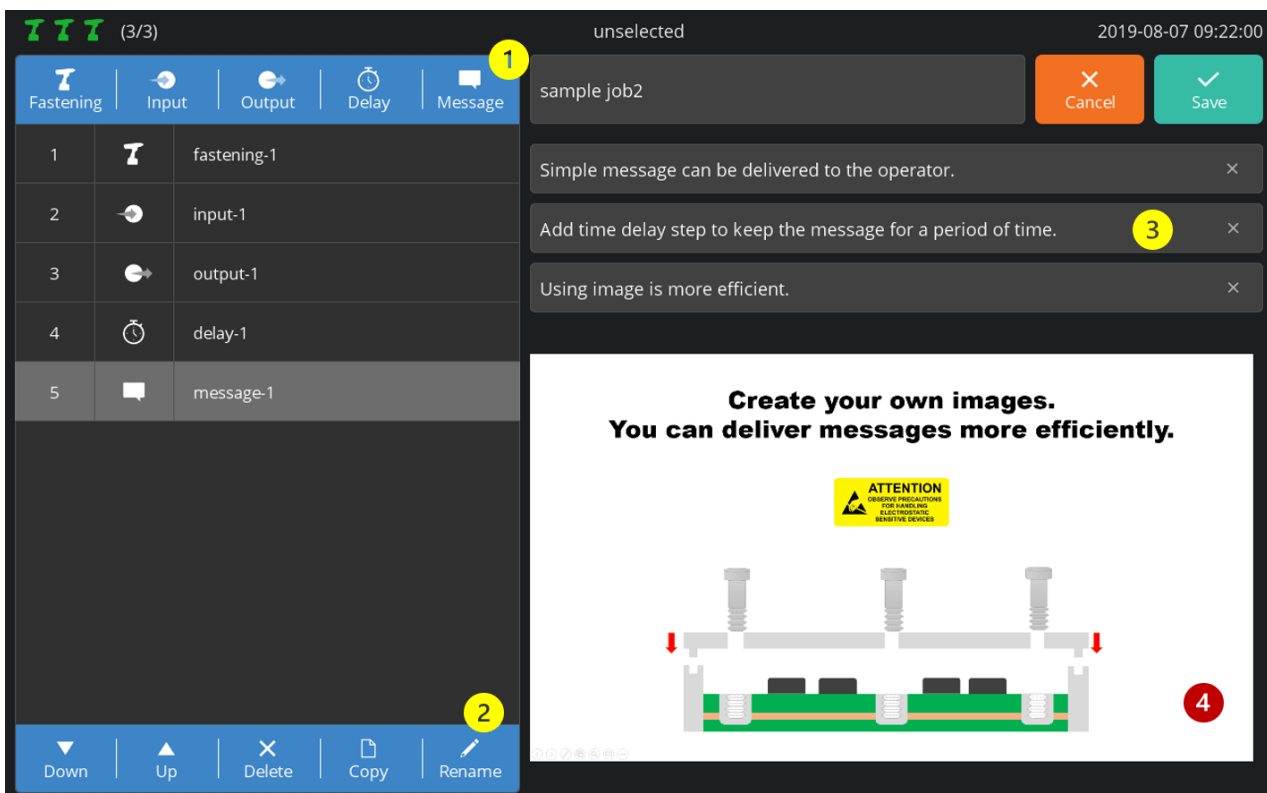 (3/3)
unselected
2019-08-07 09:22:00
1
Fastening
Input
Output
Delay
Message
sample job2
Cancel
Save
1
fastening-1
2
input-1
3
output-1
4
delay-1
5
message-1
Simple message can be delivered to the operator.
Add time delay step to keep the message for a period of time.
3
Using image is more efficient.
Create your own images.
You can deliver messages more efficiently.
ATTENTION
OBSERVE PRECAUTIONS
FOR HANDLING
ELECTROSTATIC
SENSITIVE DEVICES
4
2
Down
Up
Delete
Copy
Rename